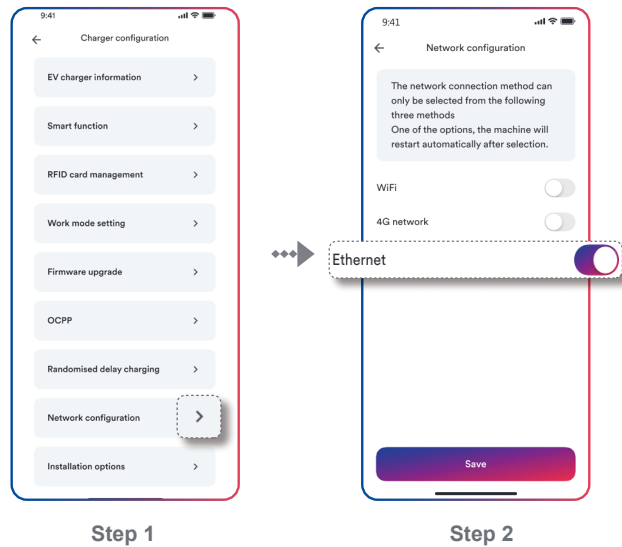 9:41
Charger configuration
EV charger information
Smart function
RFID card management
Work mode setting
Firmware upgrade
OCPP
Randomised delay charging
Network configuration
Installation options
Step 1
9:41
Network configuration
The network connection method can
only be selected from the following
three methods
One of the options, the machine will
restart automatically after selection.
WiFi
4G network
Ethernet
Save
Step 2